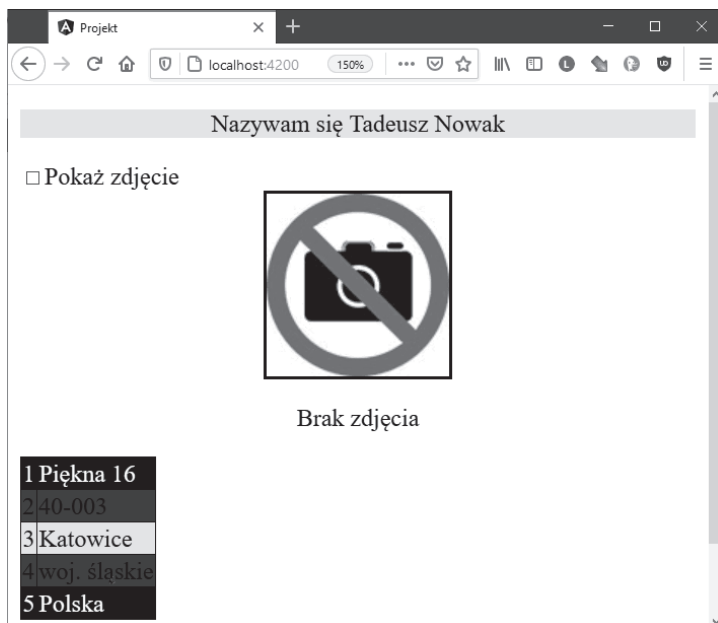 Projekt
localhost:4200
150%
Nazywam się Tadeusz Nowak
Pokaż zdjęcie
Brak zdjęcia
1 Piękna 16
2 40-003
3 Katowice
4 woj. śląskie
5 Polska